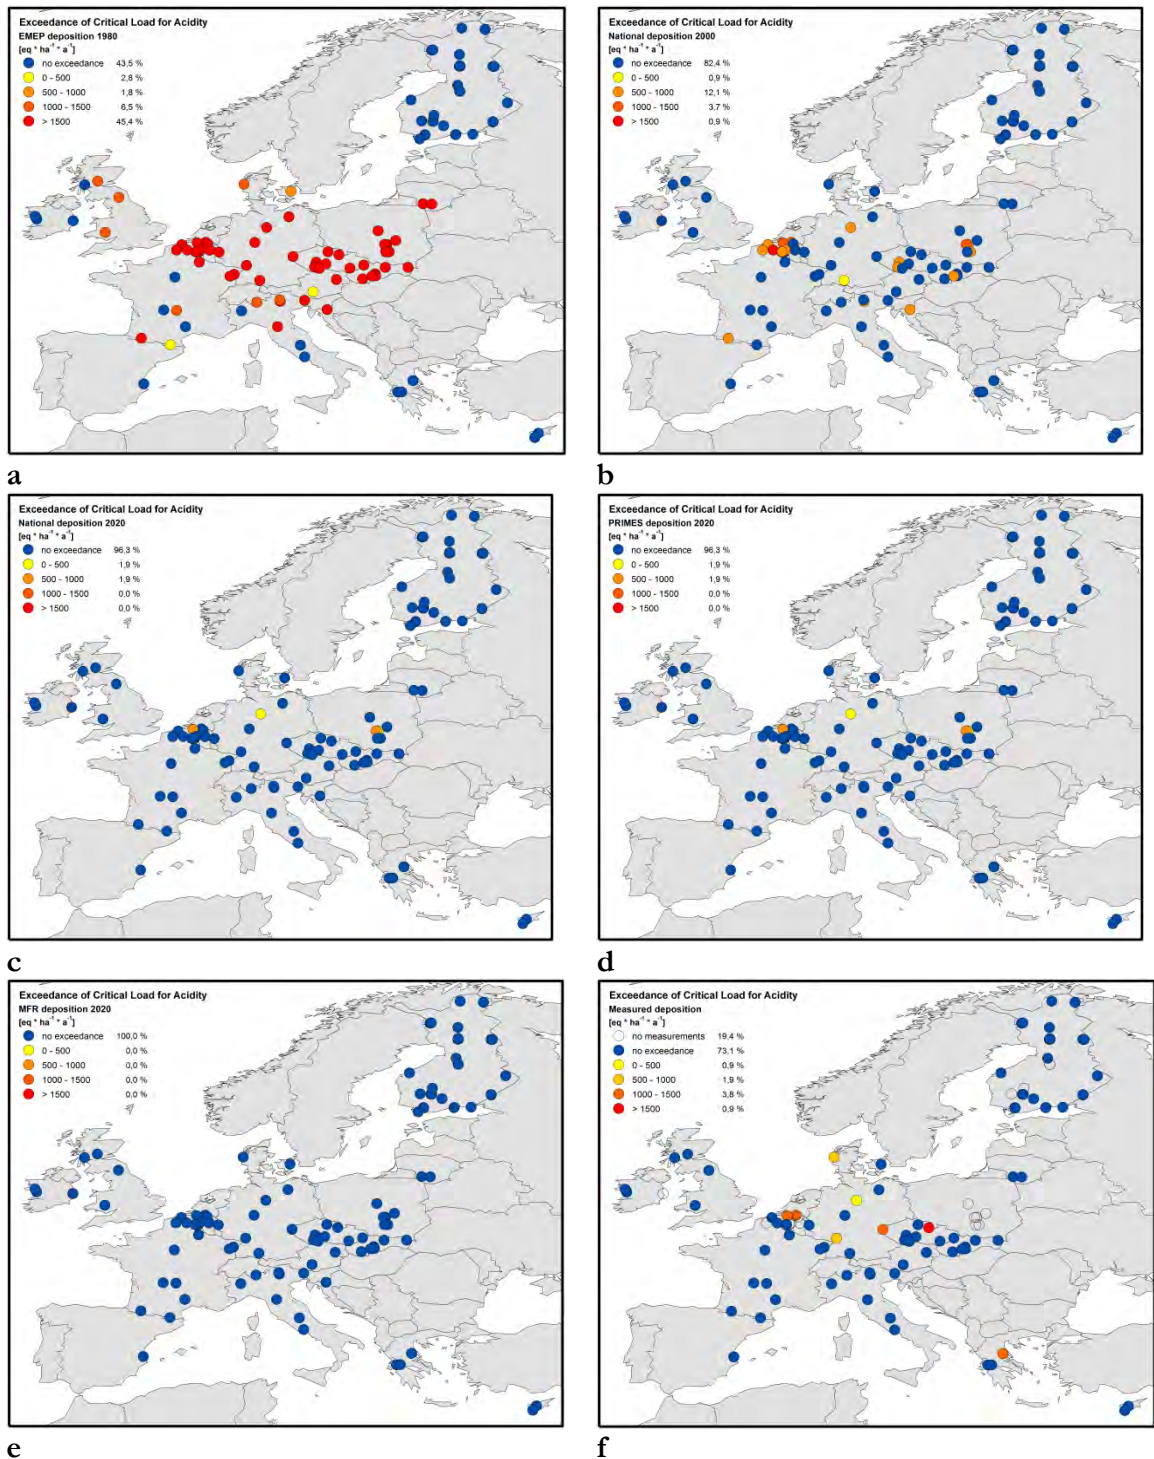 Exceedance of Critical Load for Acidity
EMEP deposition 1980
[eq * ha⁻¹ * a⁻¹]
no exceedance 43,5 %
0 - 500 2,8 %
500 - 1000 1,8 %
1000 - 1500 6,5 %
> 1500 45,4 %
a
Exceedance of Critical Load for Acidity
National deposition 2000
[eq * ha⁻¹ * a⁻¹]
no exceedance 82,4 %
0 - 500 0,9 %
500 - 1000 12,1 %
1000 - 1500 3,7 %
> 1500 0,9 %
b
Exceedance of Critical Load for Acidity
National deposition 2020
[eq * ha⁻¹ * a⁻¹]
no exceedance 96,3 %
0 - 500 1,9 %
500 - 1000 1,9 %
1000 - 1500 0,0 %
> 1500 0,0 %
c
Exceedance of Critical Load for Acidity
PRIMES deposition 2020
[eq * ha⁻¹ * a⁻¹]
no exceedance 96,3 %
0 - 500 1,9 %
500 - 1000 1,9 %
1000 - 1500 0,0 %
> 1500 0,0 %
d
Exceedance of Critical Load for Acidity
MFR deposition 2020
[eq * ha⁻¹ * a⁻¹]
no exceedance 100,0 %
0 - 500 0,0 %
500 - 1000 0,0 %
1000 - 1500 0,0 %
> 1500 0,0 %
e
Exceedance of Critical Load for Acidity
Measured deposition
[eq * ha⁻¹ * a⁻¹]
no measurements 19,4 %
no exceedance 73,1 %
0 - 500 0,9 %
500 - 1000 1,9 %
1000 - 1500 3,8 %
> 1500 0,9 %
f